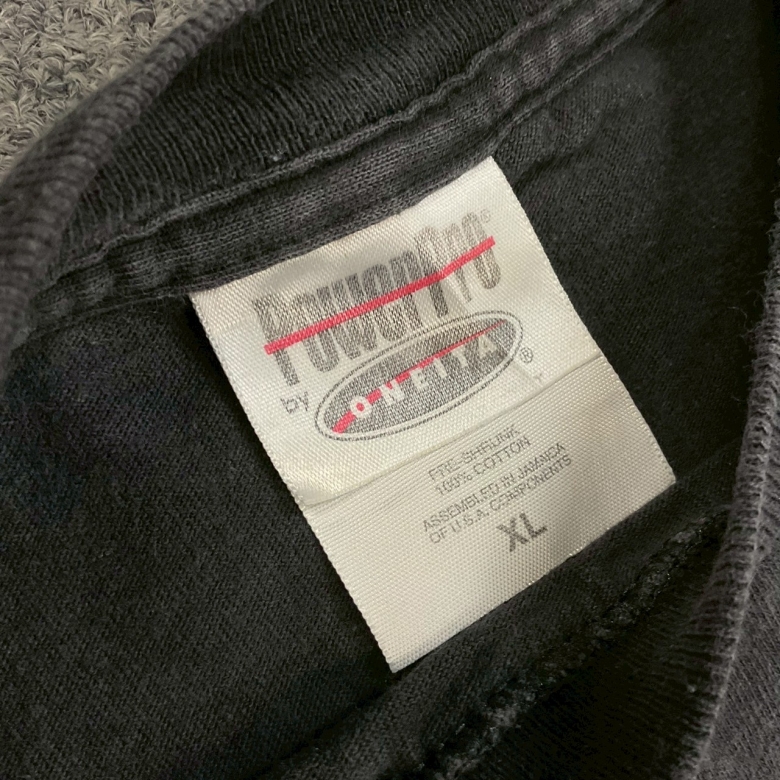 PowerPro®
by ONEITA®
PRE-SHRUNK
100% COTTON
ASSEMBLED IN JAMAICA
OF U.S.A. COMPONENTS
XL